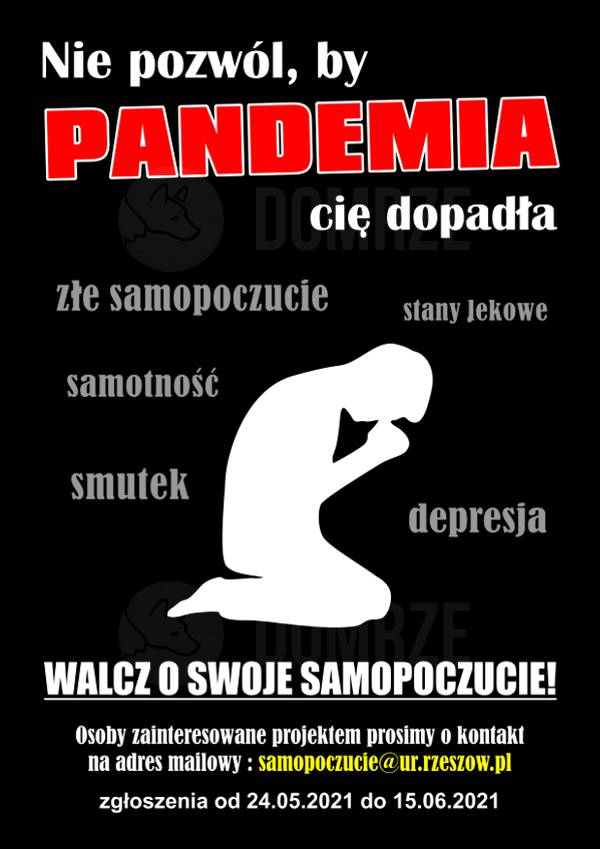 Nie pozwól, by
PANDEMIA
cię dopadła
DOMRZE
złe samopoczucie
stany lekowe
samotność
smutek
depresja
DOMRZE
WALCZ O SWOJE SAMOPOCZUCIE!
Osoby zainteresowane projektem prosimy o kontakt
na adres mailowy : samopoczucie@ur.rzeszow.pl
zgłoszenia od 24.05.2021 do 15.06.2021